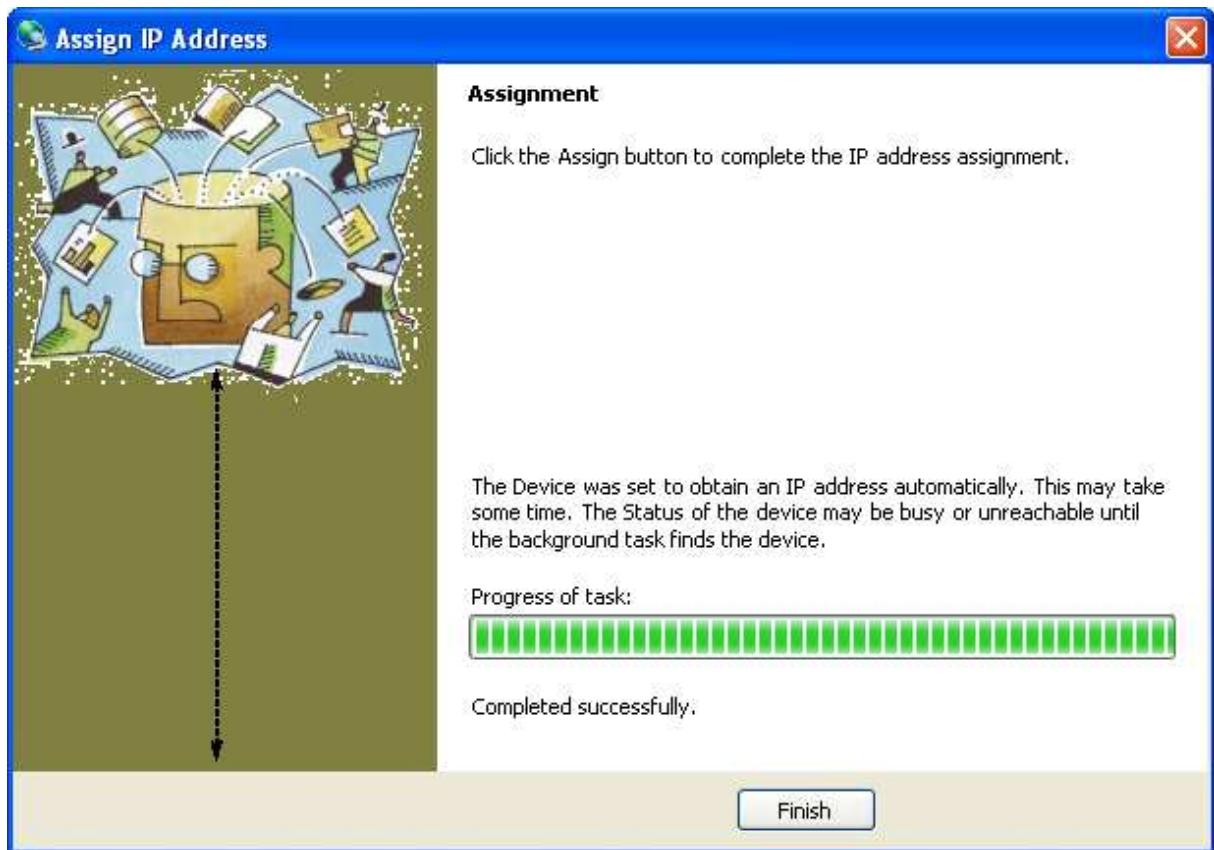 Assign IP Address
Assignment
Click the Assign button to complete the IP address assignment.
The Device was set to obtain an IP address automatically. This may take
some time. The Status of the device may be busy or unreachable until
the background task finds the device.
Progress of task:
Completed successfully.
Finish